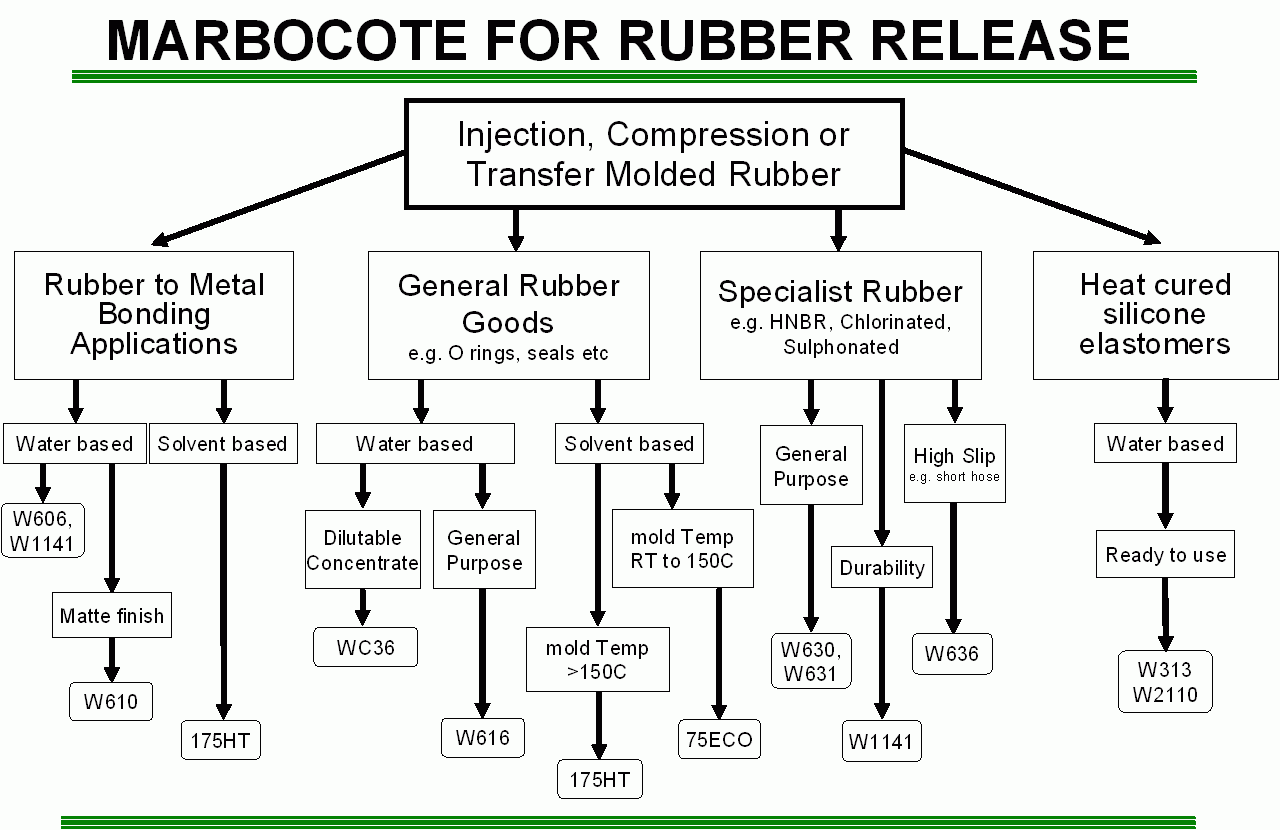 MARBOCOTE FOR RUBBER RELEASE
Injection, Compression or
Transfer Molded Rubber
Rubber to Metal
Bonding
Applications
General Rubber
Goods
e.g. O rings, seals etc
Specialist Rubber
e.g. HNBR, Chlorinated,
Sulphonated
Heat cured
silicone
elastomers
Water based
Solvent based
Water based
Solvent based
General
Purpose
High Slip
e.g. short hose
Water based
W606,
W1141
Dilutable
Concentrate
General
Purpose
mold Temp
RT to 150C
Durability
Ready to use
Matte finish
WC36
mold Temp
>150C
W630,
W631
W636
W313
W2110
W610
175HT
W616
75ECO
W1141
175HT